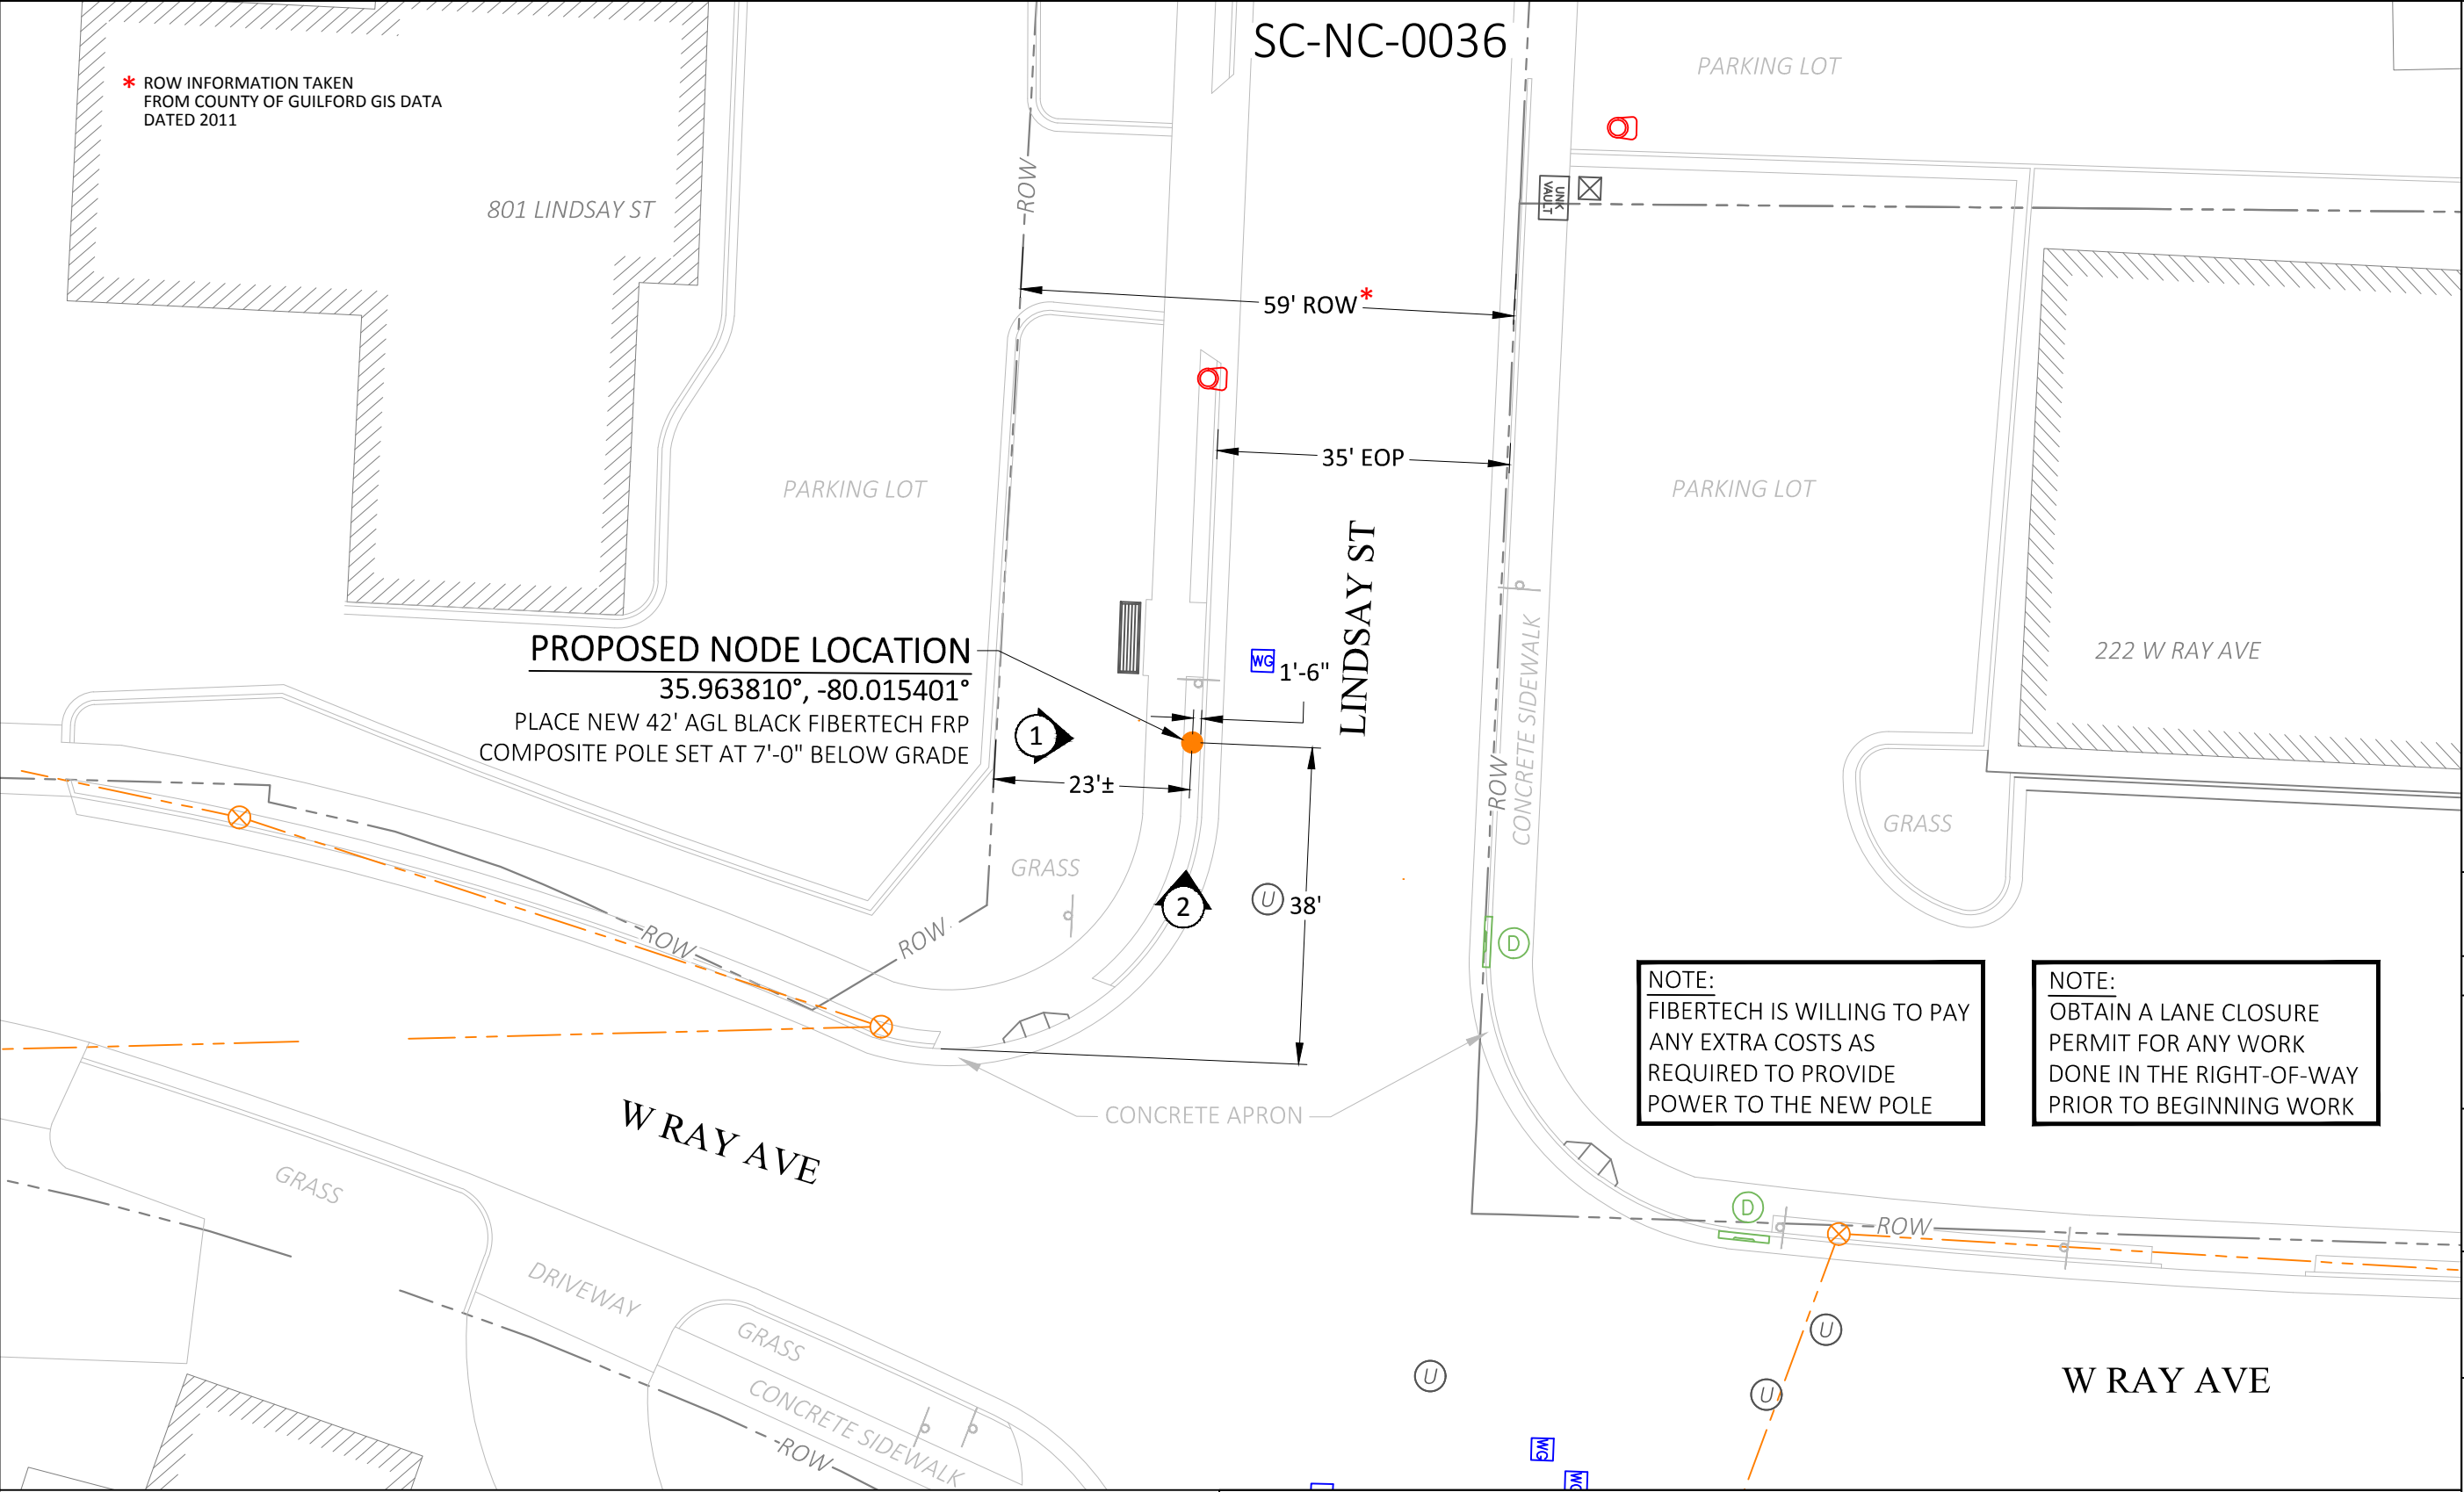 SC-NC-0036
* ROW INFORMATION TAKEN
FROM COUNTY OF GUILFORD GIS DATA
DATED 2011
PARKING LOT
801 LINDSAY ST
ROW
UNK
VAULT
59' ROW*
35' EOP
PARKING LOT
PARKING LOT
LINDSAY ST
CONCRETE SIDEWALK
ROW
222 W RAY AVE
PROPOSED NODE LOCATION
35.963810°, -80.015401°
PLACE NEW 42' AGL BLACK FIBERTECH FRP
COMPOSITE POLE SET AT 7'-0" BELOW GRADE
WG
1'-6"
1
23'±
GRASS
GRASS
2
U
38'
ROW
ROW
D
NOTE:
FIBERTECH IS WILLING TO PAY
ANY EXTRA COSTS AS
REQUIRED TO PROVIDE
POWER TO THE NEW POLE
NOTE:
OBTAIN A LANE CLOSURE
PERMIT FOR ANY WORK
DONE IN THE RIGHT-OF-WAY
PRIOR TO BEGINNING WORK
CONCRETE APRON
W RAY AVE
GRASS
DRIVEWAY
GRASS
CONCRETE SIDEWALK
ROW
D
ROW
U
U
U
W RAY AVE
WG
WG